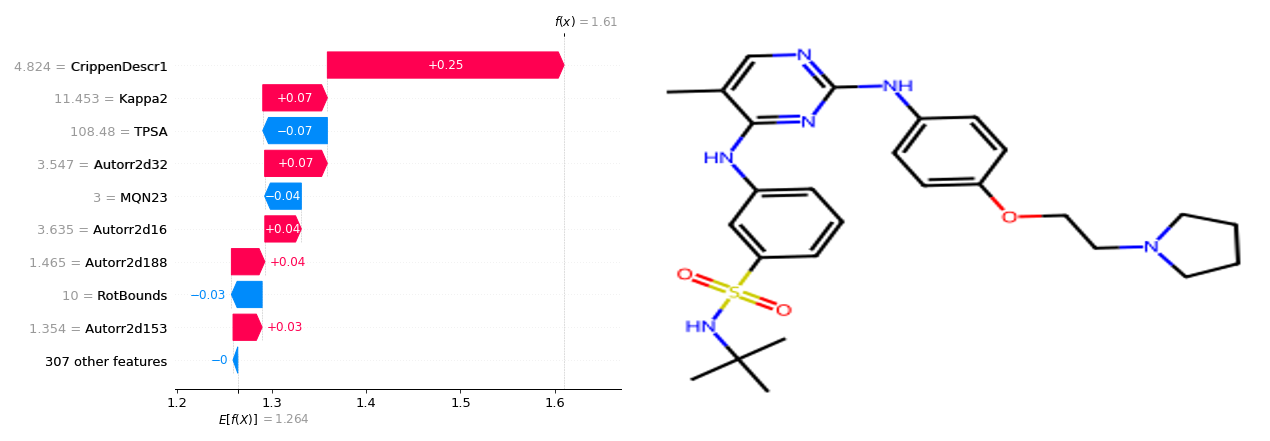 f(x) = 1.61
4.824 = CrippenDescr1
+0.25
11.453 = Kappa2
+0.07
108.48 = TPSA
−0.07
3.547 = Autorr2d32
+0.07
3 = MQN23
−0.04
3.635 = Autorr2d16
+0.04
1.465 = Autorr2d188
+0.04
10 = RotBounds
−0.03
1.354 = Autorr2d153
+0.03
307 other features
−0
1.2 1.3 1.4 1.5 1.6
E[f(X)] = 1.264
N
NH
N
HN
O
N
O
S
O
HN